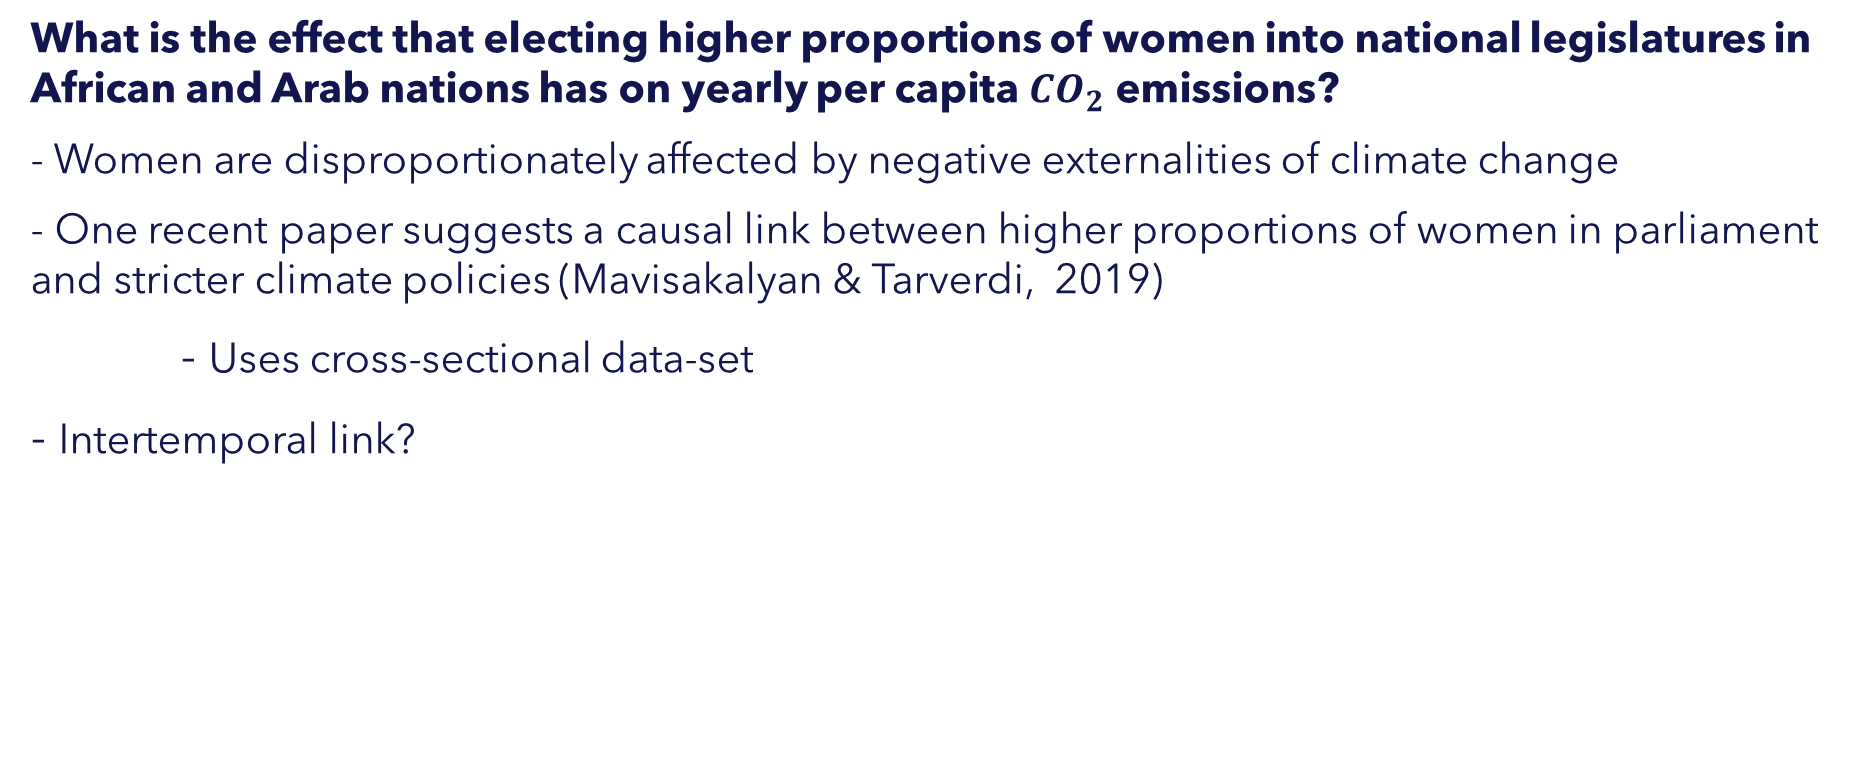 What is the effect that electing higher proportions of women into national legislatures in
African and Arab nations has on yearly per capita CO₂ emissions?
- Women are disproportionately affected by negative externalities of climate change
- One recent paper suggests a causal link between higher proportions of women in parliament
and stricter climate policies (Mavisakalyan & Tarverdi, 2019)
- Uses cross-sectional data-set
- Intertemporal link?